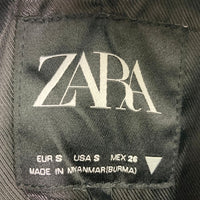 ZARA
EUR S USA S MEX 26
MADE IN MYANMAR(BURMA)